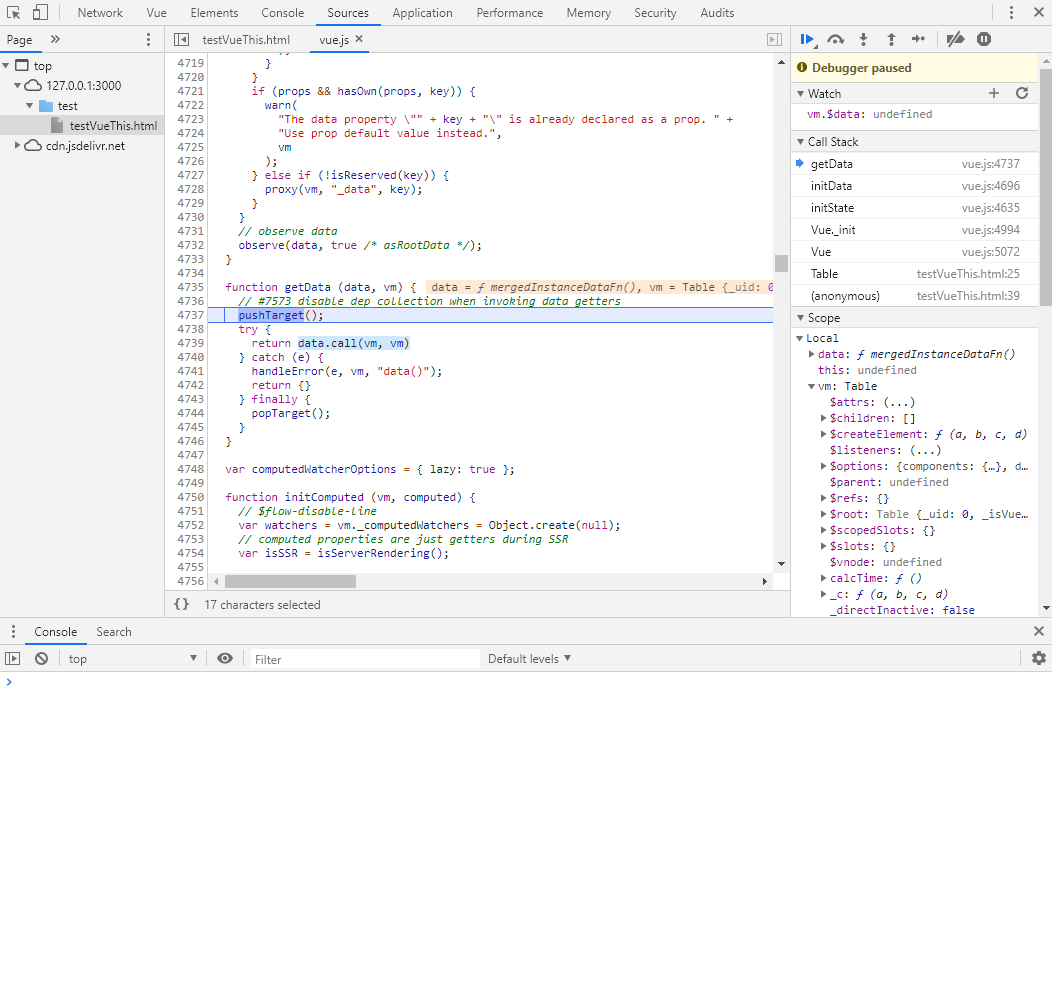 Network Vue Elements Console Sources Application Performance Memory Security Audits
Page
top
127.0.0.1:3000
test
testVueThis.html
cdn.jsdelivr.net
testVueThis.html vue.js
4719 }
4720 }
4721 if (props && hasOwn(props, key)) {
4722 warn(
4723 "The data property \"" + key + "\" is already declared as a prop. " +
4724 "Use prop default value instead.",
4725 vm
4726 );
4727 } else if (!isReserved(key)) {
4728 proxy(vm, "_data", key);
4729 }
4730 }
4731 // observe data
4732 observe(data, true /* asRootData */);
4733 }
4734
4735 function getData (data, vm) { data = ƒ mergedInstanceDataFn(), vm = Table {_uid: 0
4736 // #7573 disable dep collection when invoking data getters
4737 pushTarget();
4738 try {
4739 return data.call(vm, vm)
4740 } catch (e) {
4741 handleError(e, vm, "data()");
4742 return {}
4743 } finally {
4744 popTarget();
4745 }
4746 }
4747
4748 var computedWatcherOptions = { lazy: true };
4749
4750 function initComputed (vm, computed) {
4751 // $flow-disable-line
4752 var watchers = vm._computedWatchers = Object.create(null);
4753 // computed properties are just getters during SSR
4754 var isSSR = isServerRendering();
4755
4756
{} 17 characters selected
Debugger paused
Watch
vm.$data: undefined
Call Stack
getData vue.js:4737
initData vue.js:4696
initState vue.js:4635
Vue._init vue.js:4994
Vue vue.js:5072
Table testVueThis.html:25
(anonymous) testVueThis.html:39
Scope
Local
data: ƒ mergedInstanceDataFn()
this: undefined
vm: Table
$attrs: (...)
$children: []
$createElement: ƒ (a, b, c, d)
$listeners: (...)
$options: {components: {…}, d…
$parent: undefined
$refs: {}
$root: Table {_uid: 0, _isVue…
$scopedSlots: {}
$slots: {}
$vnode: undefined
calcTime: ƒ ()
_c: ƒ (a, b, c, d)
_directInactive: false
Console Search
top Filter Default levels